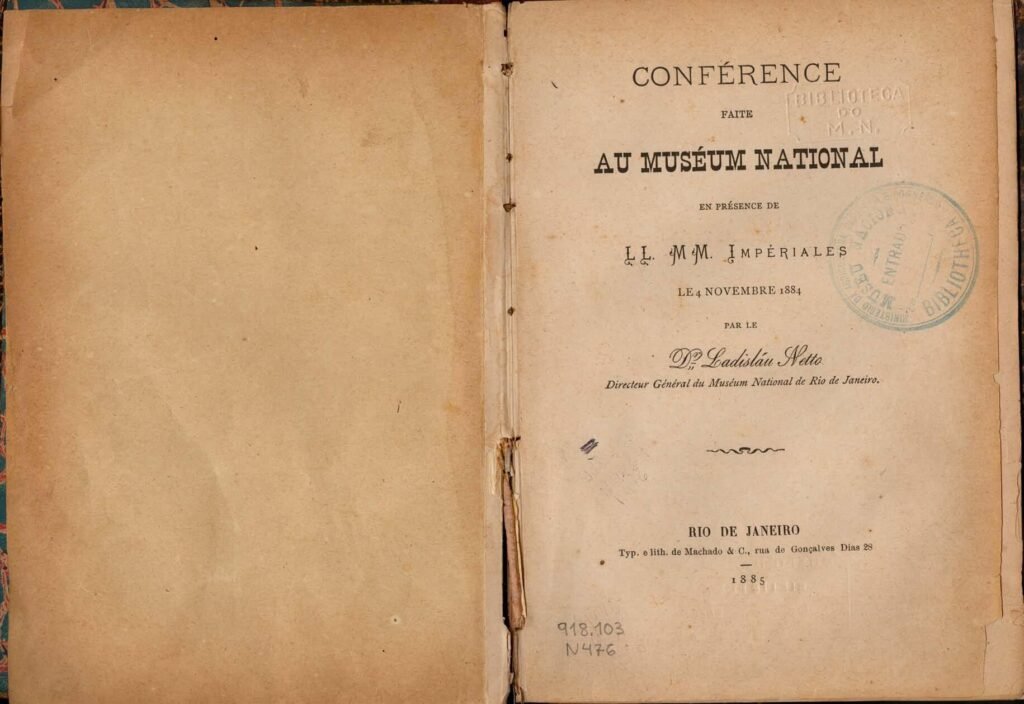 CONFÉRENCE
BIBLIOTECA
DO
M. N.
FAITE
AU MUSÉUM NATIONAL
EN PRÉSENCE DE
LL. MM. IMPÉRIALES
LE 4 NOVEMBRE 1884
PAR LE
Dr. Ladisláu Netto
Directeur Général du Muséum National de Rio de Janeiro.
MUSEU NACIONAL
ENTRADA
BIBLIOTHECA
RIO DE JANEIRO
Typ. e lith. de Machado & C., rua de Gonçalves Dias 28
1885
918.103
N476